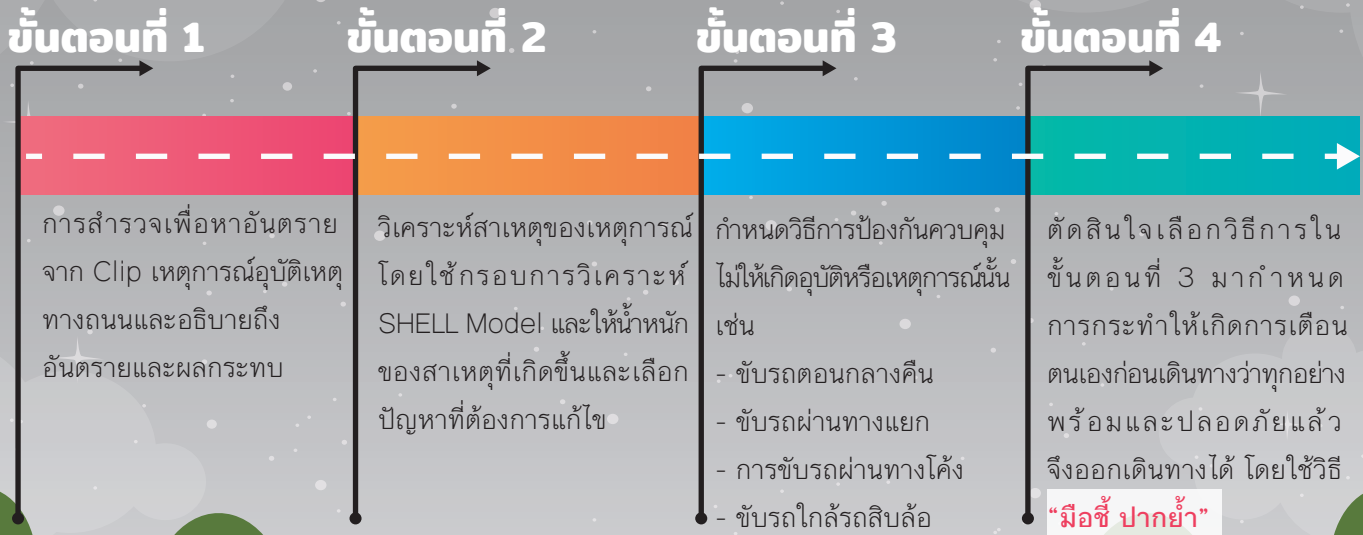 ขั้นตอนที่ 1
การสำรวจเพื่อหาอันตราย
จาก Clip เหตุการณ์อุบัติเหตุ
ทางถนนและอธิบายถึง
อันตรายและผลกระทบ
ขั้นตอนที่ 2
วิเคราะห์สาเหตุของเหตุการณ์
โดยใช้กรอบการวิเคราะห์
SHELL Model และให้น้ำหนัก
ของสาเหตุที่เกิดขึ้นและเลือก
ปัญหาที่ต้องการแก้ไข
ขั้นตอนที่ 3
กำหนดวิธีการป้องกันควบคุม
ไม่ให้เกิดอุบัติหรือเหตุการณ์นั้น
เช่น
- ขับรถตอนกลางคืน
- ขับรถผ่านทางแยก
- การขับรถผ่านทางโค้ง
- ขับรถใกล้รถสิบล้อ
ขั้นตอนที่ 4
ตัดสินใจเลือกวิธีการใน
ขั้นตอนที่ 3 มากำหนด
การกระทำให้เกิดการเตือน
ตนเองก่อนเดินทางว่าทุกอย่าง
พร้อมและปลอดภัยแล้ว
จึงออกเดินทางได้ โดยใช้วิธี
“มือชี้ ปากย้ำ”